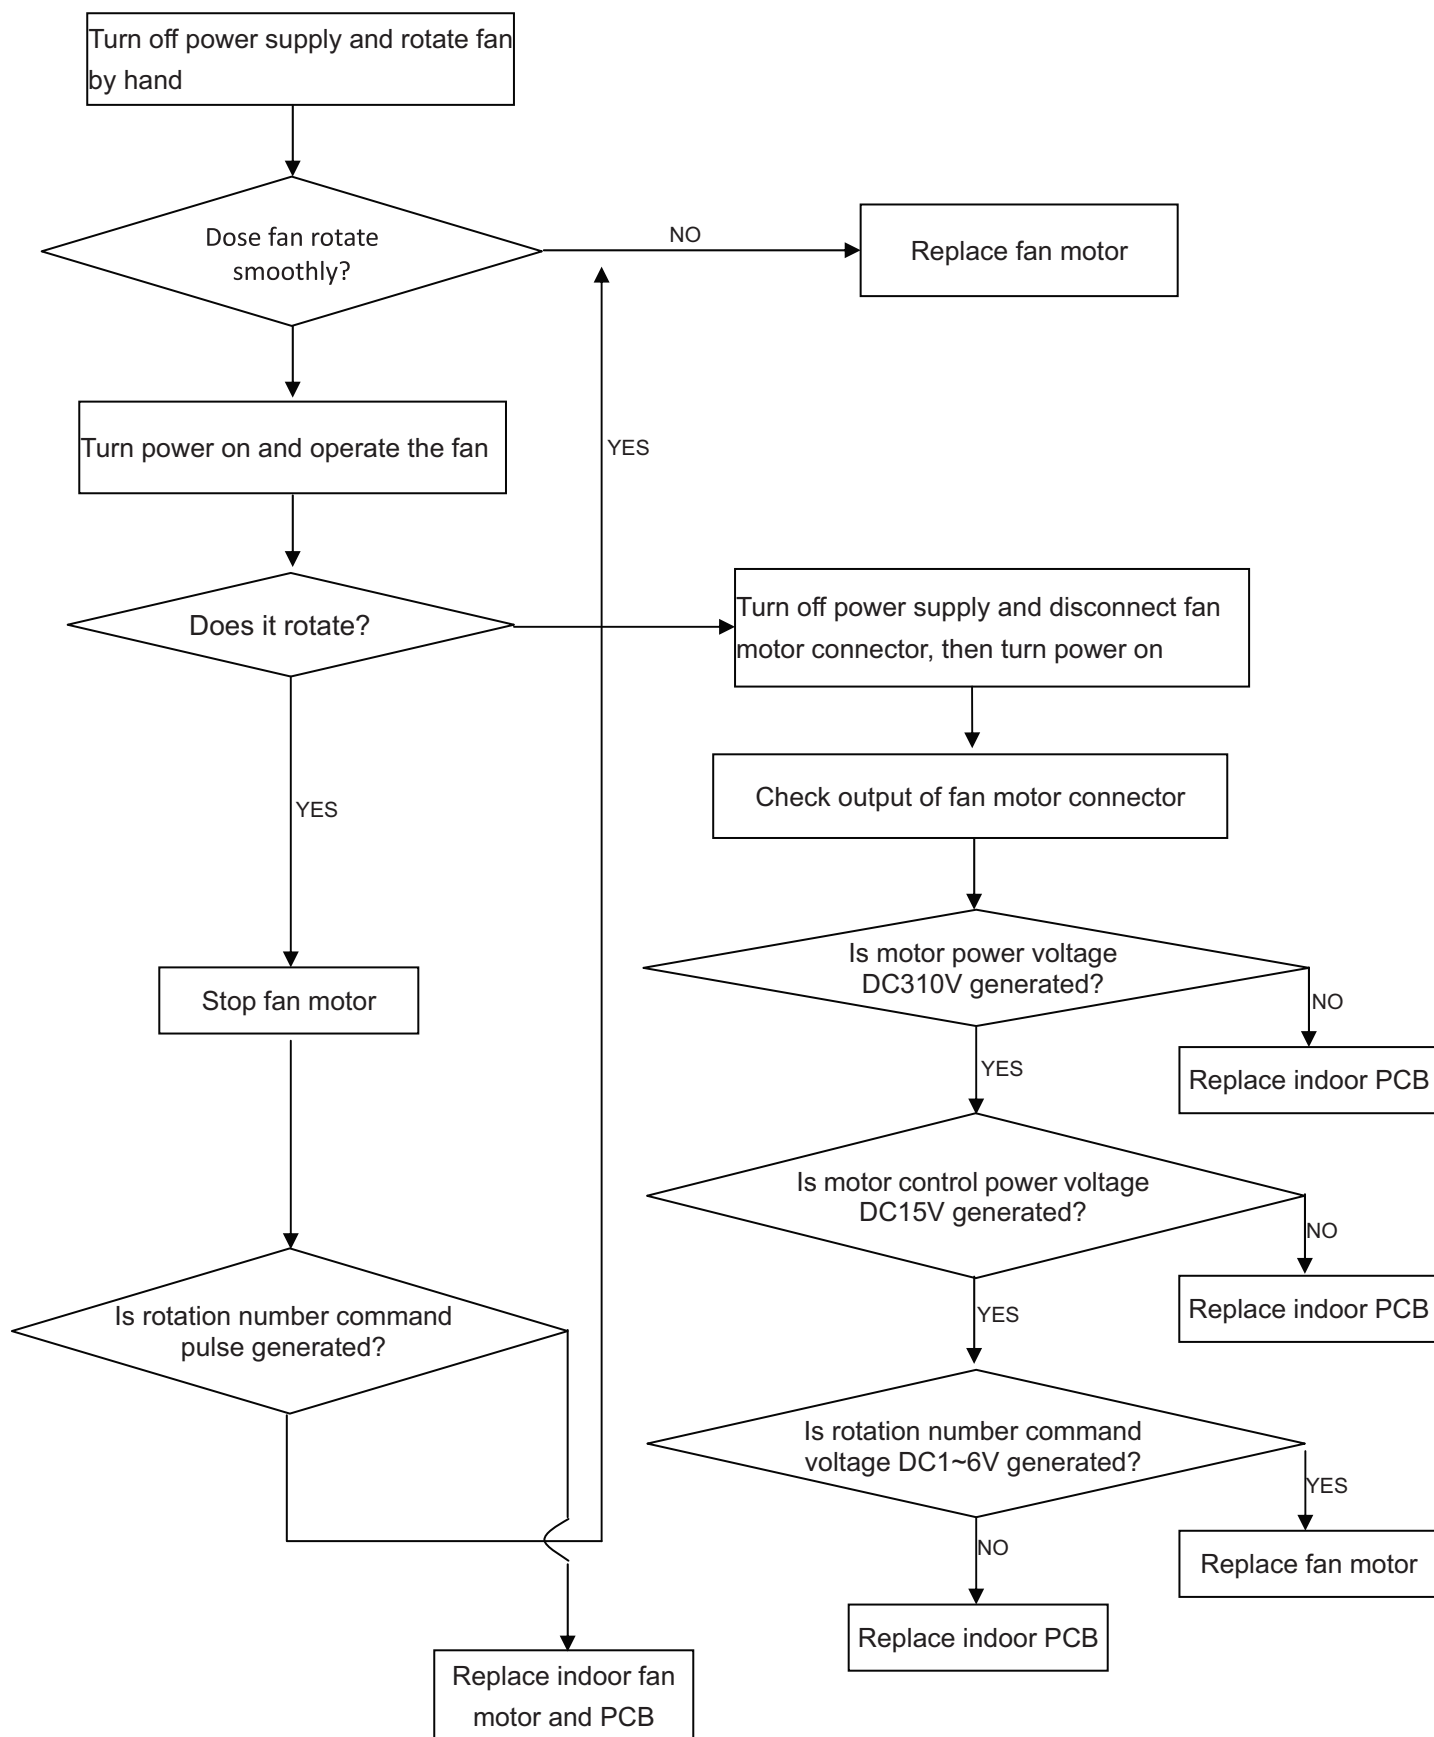 Turn off power supply and rotate fan
by hand
Dose fan rotate
smoothly?
NO
Replace fan motor
Turn power on and operate the fan
YES
Does it rotate?
Turn off power supply and disconnect fan
motor connector, then turn power on
Check output of fan motor connector
YES
Is motor power voltage
DC310V generated?
NO
Stop fan motor
YES
Replace indoor PCB
Is motor control power voltage
DC15V generated?
NO
Replace indoor PCB
YES
Is rotation number command
pulse generated?
Is rotation number command
voltage DC1~6V generated?
YES
NO
Replace fan motor
Replace indoor PCB
Replace indoor fan
motor and PCB